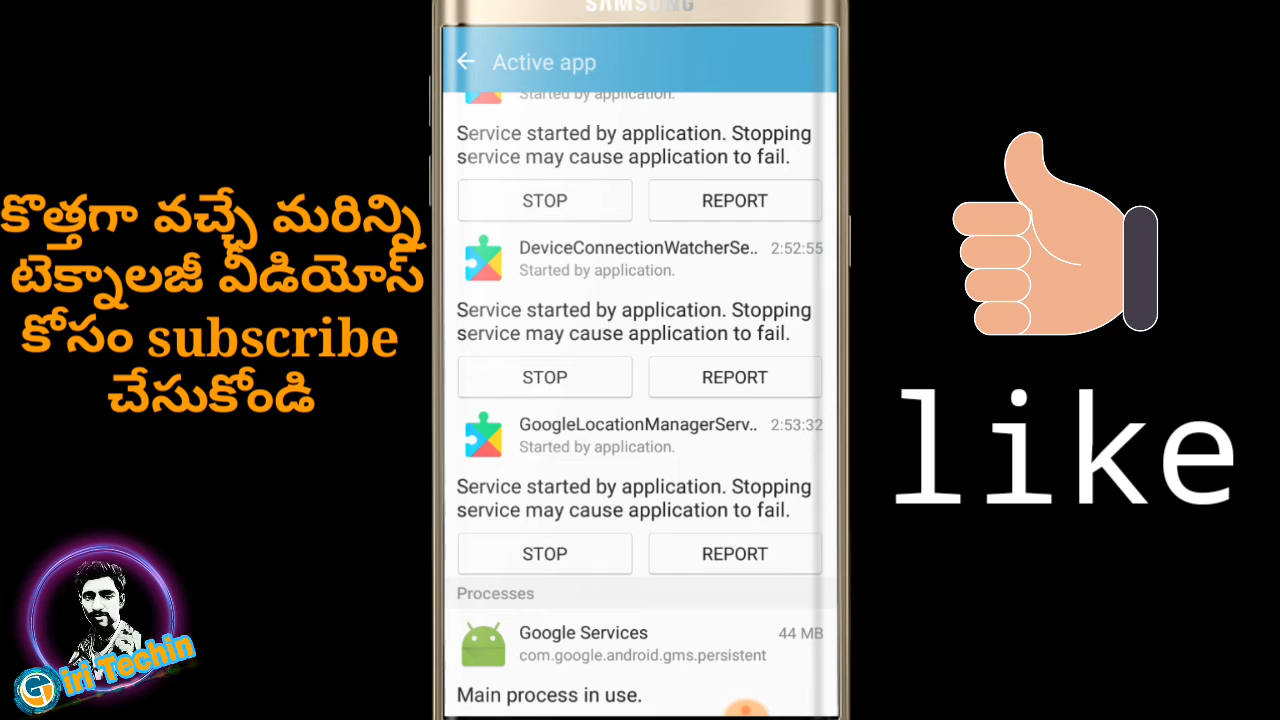 SAMSUNG
Active app
Started by application.
Service started by application. Stopping
service may cause application to fail.
STOP
REPORT
DeviceConnectionWatcherSe..
2:52:55
Started by application.
Service started by application. Stopping
service may cause application to fail.
STOP
REPORT
GoogleLocationManagerServ..
2:53:32
Started by application.
Service started by application. Stopping
service may cause application to fail.
STOP
REPORT
Processes
Google Services
44 MB
com.google.android.gms.persistent
Main process in use.
కొత్తగా వచ్చే మరిన్ని
టెక్నాలజీ వీడియోస్
కోసం subscribe
చేసుకోండి
like
Giri Techin